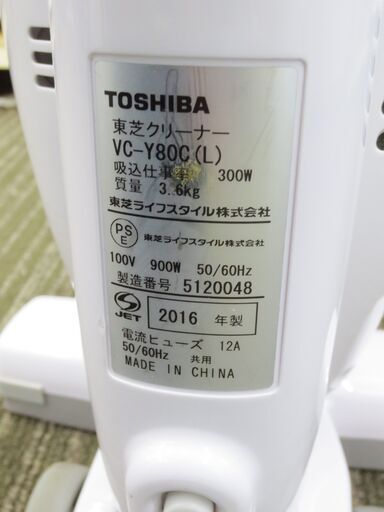 TOSHIBA
東芝クリーナー
VC-Y80C(L)
吸込仕事率 300W
質量 3.6kg
東芝ライフスタイル株式会社
PS
E
東芝ライフスタイル株式会社
100V 900W 50/60Hz
製造番号 5120048
S
JET
2016 年製
電流ヒューズ 12A
50/60Hz 共用
MADE IN CHINA